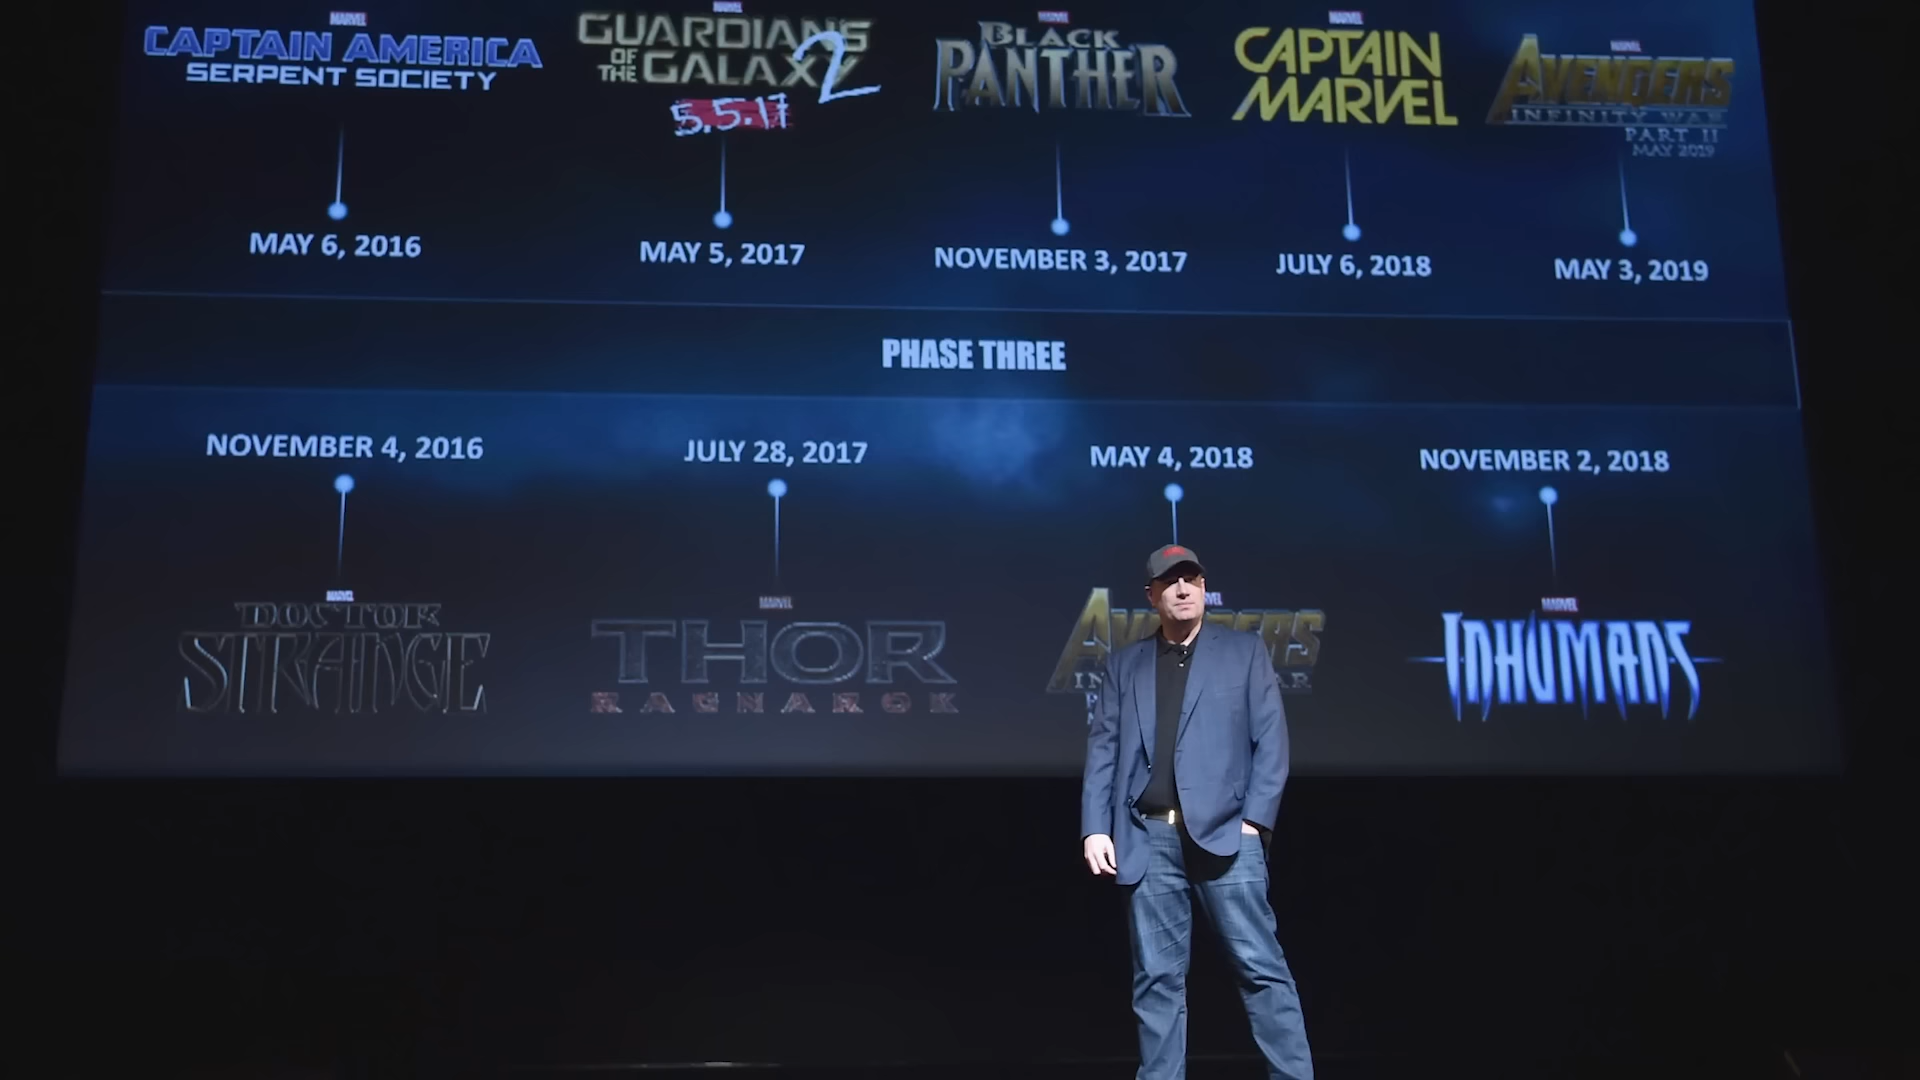 MARVEL
CAPTAIN AMERICA
SERPENT SOCIETY
MAY 6, 2016
MARVEL
GUARDIANS
OF THE GALAXY 2
5.5.17
MAY 5, 2017
MARVEL
BLACK
PANTHER
NOVEMBER 3, 2017
MARVEL
CAPTAIN
MARVEL
JULY 6, 2018
MARVEL
AVENGERS
INFINITY WAR
PART II
MAY 2019
MAY 3, 2019
PHASE THREE
NOVEMBER 4, 2016
MARVEL
DOCTOR
STRANGE
JULY 28, 2017
MARVEL
THOR
RAGNAROK
MAY 4, 2018
NOVEMBER 2, 2018
MARVEL
INHUMANS